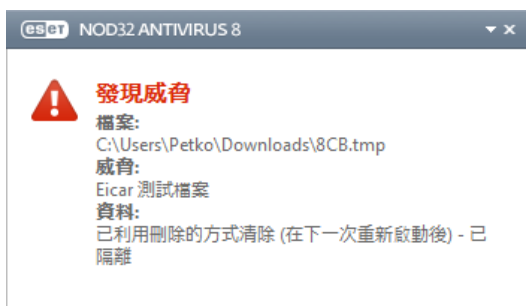 eset NOD32 ANTIVIRUS 8
發現威脅
檔案:
C:\Users\Petko\Downloads\8CB.tmp
威脅:
Eicar 測試檔案
資料:
已利用刪除的方式清除 (在下一次重新啟動後) - 已
隔離